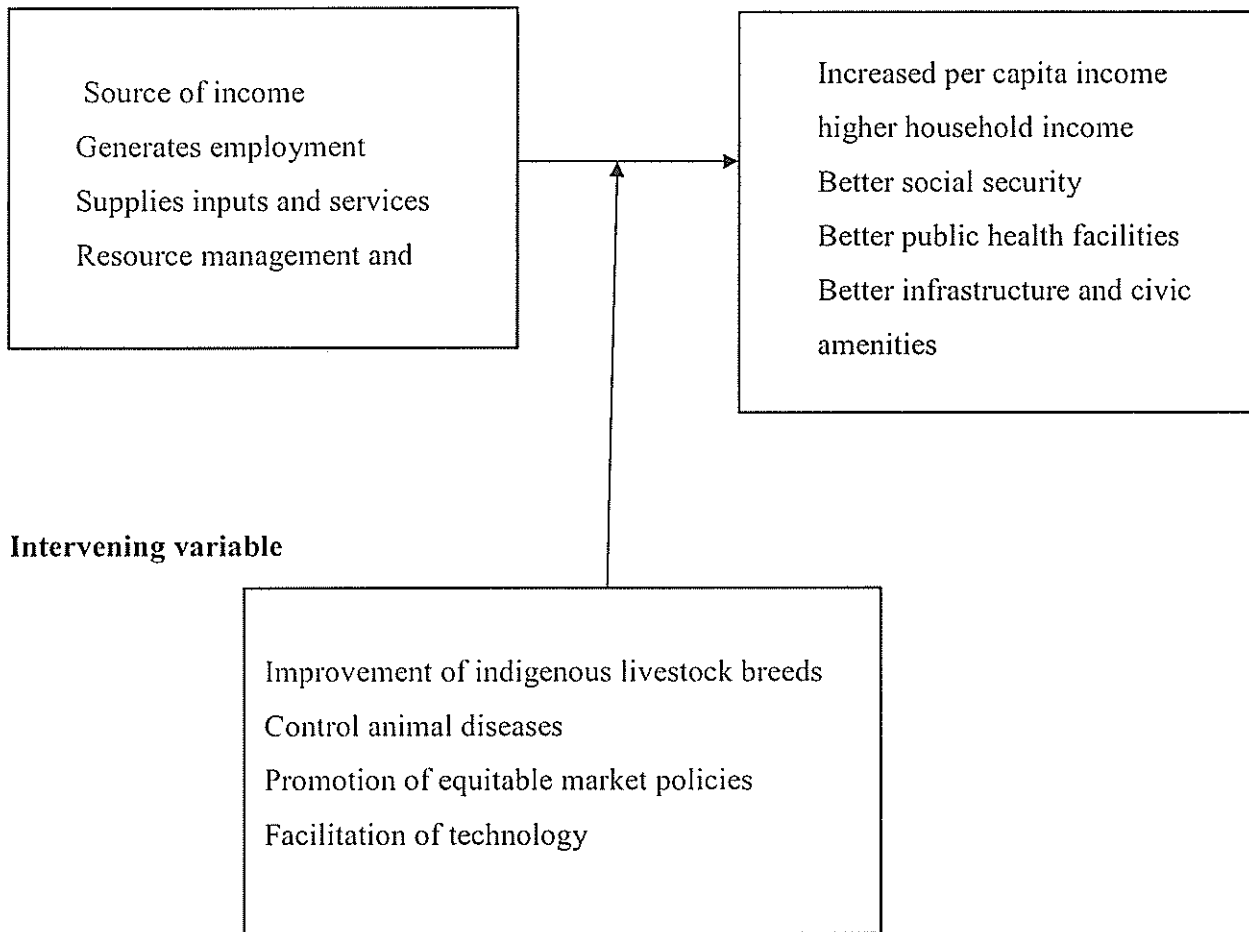 Source of income
Generates employment
Supplies inputs and services
Resource management and
Increased per capita income
higher household income
Better social security
Better public health facilities
Better infrastructure and civic
amenities
Intervening variable
Improvement of indigenous livestock breeds
Control animal diseases
Promotion of equitable market policies
Facilitation of technology